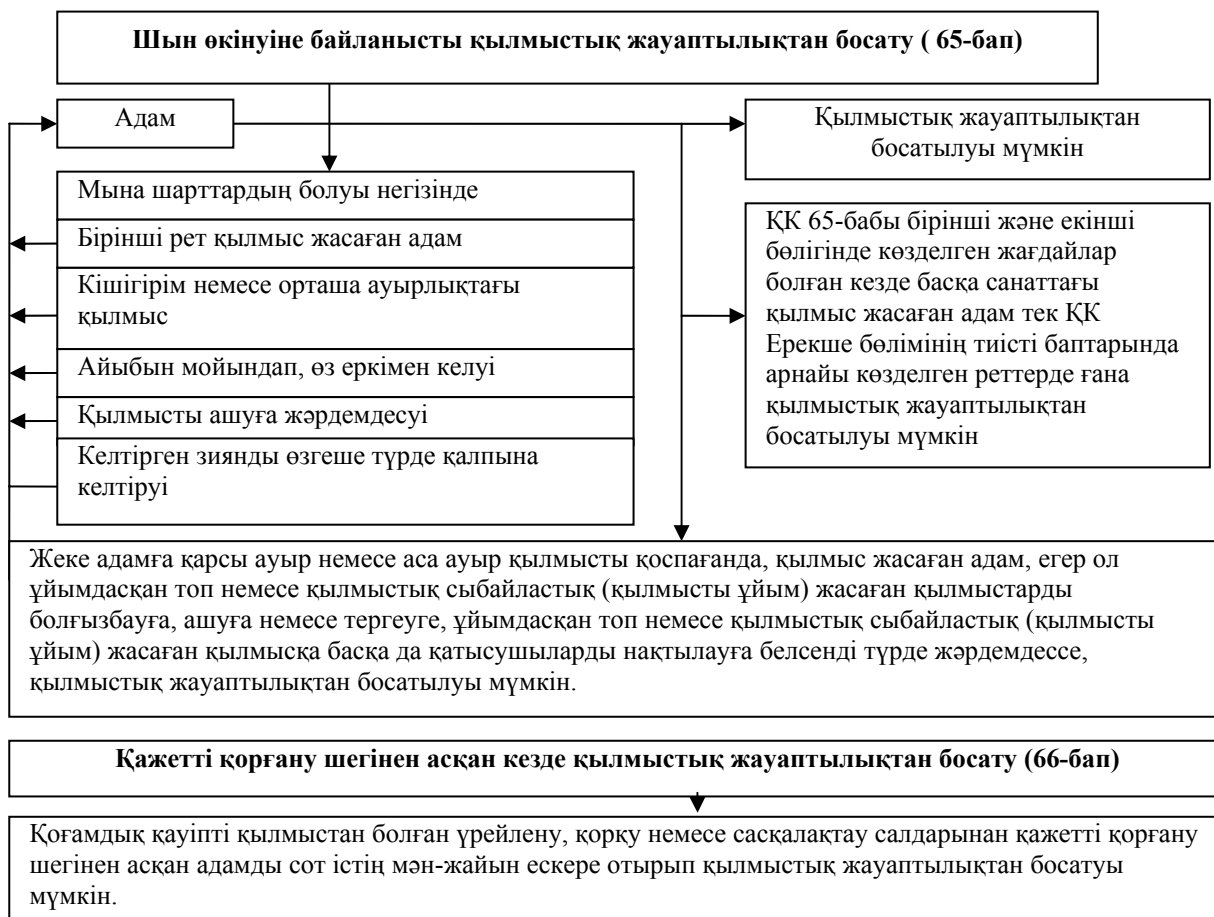 Шын өкінуіне байланысты қылмыстық жауаптылықтан босату ( 65-бап)
Адам
Қылмыстық жауаптылықтан
босатылуы мүмкін
Мына шарттардың болуы негізінде
Бірінші рет қылмыс жасаған адам
Кішігірім немесе орташа ауырлықтағы
қылмыс
Айыбын мойындап, өз еркімен келуі
Қылмысты ашуға жәрдемдесуі
Келтірген зиянды өзгеше түрде қалпына
келтіруі
ҚК 65-бабы бірінші және екінші
бөлігінде көзделген жағдайлар
болған кезде басқа санаттағы
қылмыс жасаған адам тек ҚК
Ерекше бөлімінің тиісті баптарында
арнайы көзделген реттерде ғана
қылмыстық жауаптылықтан
босатылуы мүмкін
Жеке адамға қарсы ауыр немесе аса ауыр қылмысты қоспағанда, қылмыс жасаған адам, егер ол
ұйымдасқан топ немесе қылмыстық сыбайластық (қылмысты ұйым) жасаған қылмыстарды
болғызбауға, ашуға немесе тергеуге, ұйымдасқан топ немесе қылмыстық сыбайластық (қылмысты
ұйым) жасаған қылмысқа басқа да қатысушыларды нақтылауға белсенді түрде жәрдемдессе,
қылмыстық жауаптылықтан босатылуы мүмкін.
Қажетті қорғану шегінен асқан кезде қылмыстық жауаптылықтан босату (66-бап)
Қоғамдық қауіпті қылмыстан болған үрейлену, қорқу немесе сасқалақтау салдарынан қажетті қорғану
шегінен асқан адамды сот істің мән-жайын ескере отырып қылмыстық жауаптылықтан босатуы
мүмкін.